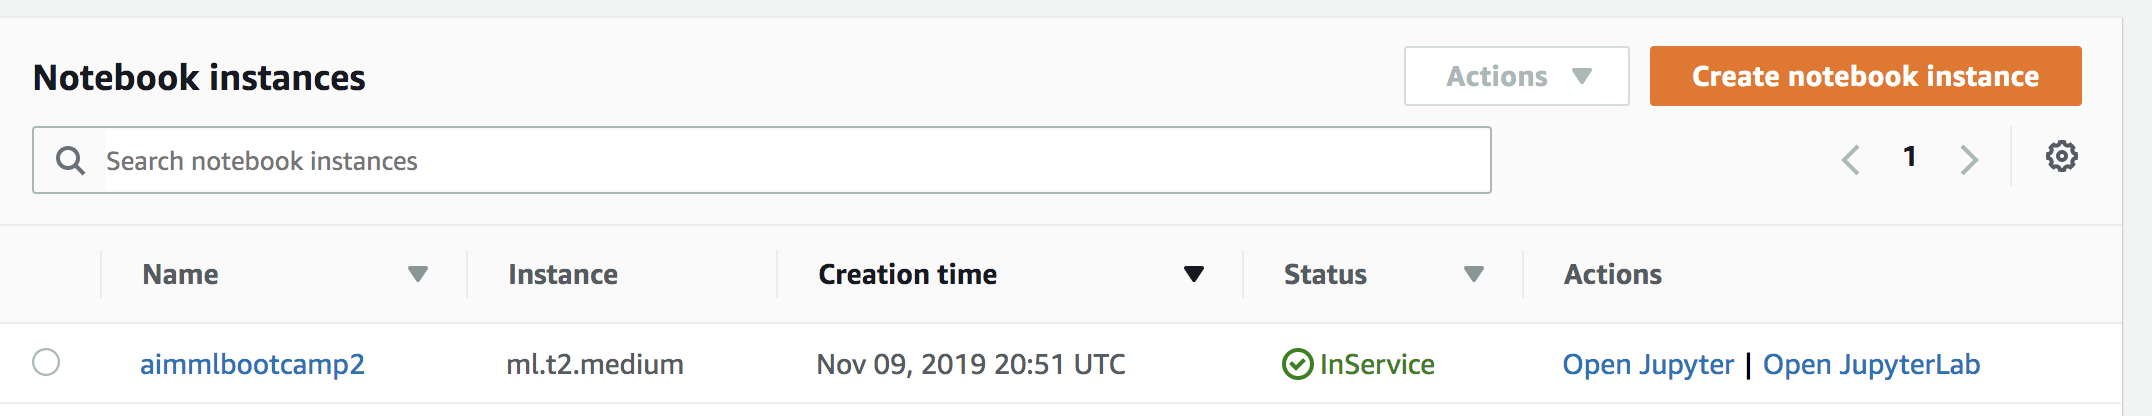 Notebook instances
Actions
Create notebook instance
Search notebook instances
1
Name Instance Creation time Status Actions
aimmlbootcamp2 ml.t2.medium Nov 09, 2019 20:51 UTC InService Open Jupyter | Open JupyterLab